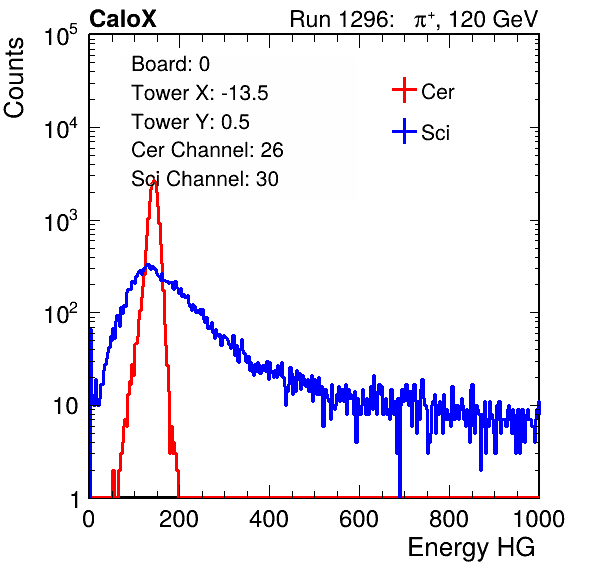 CaloX Run 1296: π⁺, 120 GeV
Counts
Board: 0
Tower X: -13.5
Tower Y: 0.5
Cer Channel: 26
Sci Channel: 30
Cer
Sci
10⁵
10⁴
10³
10²
10
1
0 200 400 600 800 1000
Energy HG